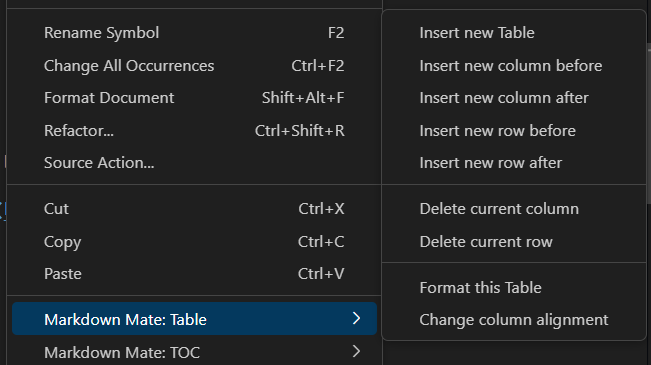 Rename Symbol F2
Change All Occurrences Ctrl+F2
Format Document Shift+Alt+F
Refactor... Ctrl+Shift+R
Source Action...
Cut Ctrl+X
Copy Ctrl+C
Paste Ctrl+V
Markdown Mate: Table
Markdown Mate: TOC
Insert new Table
Insert new column before
Insert new column after
Insert new row before
Insert new row after
Delete current column
Delete current row
Format this Table
Change column alignment